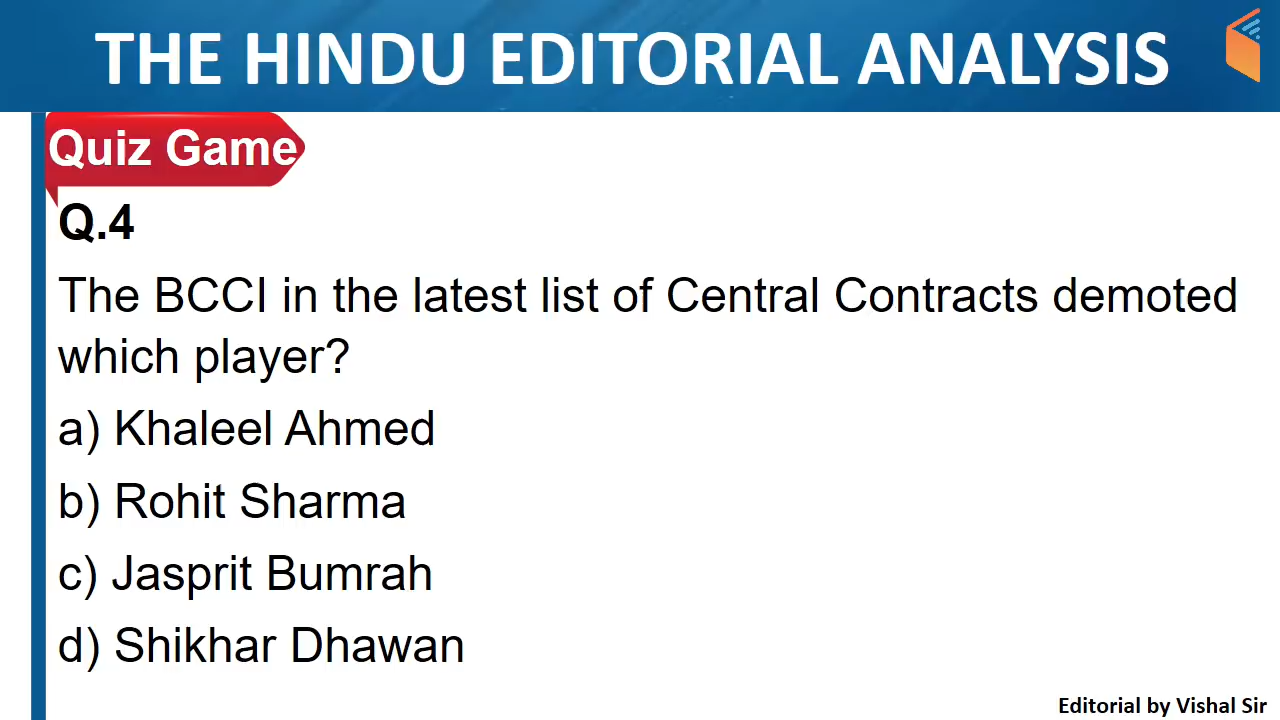 THE HINDU EDITORIAL ANALYSIS
Quiz Game
Q.4
The BCCI in the latest list of Central Contracts demoted
which player?
a) Khaleel Ahmed
b) Rohit Sharma
c) Jasprit Bumrah
d) Shikhar Dhawan
Editorial by Vishal Sir